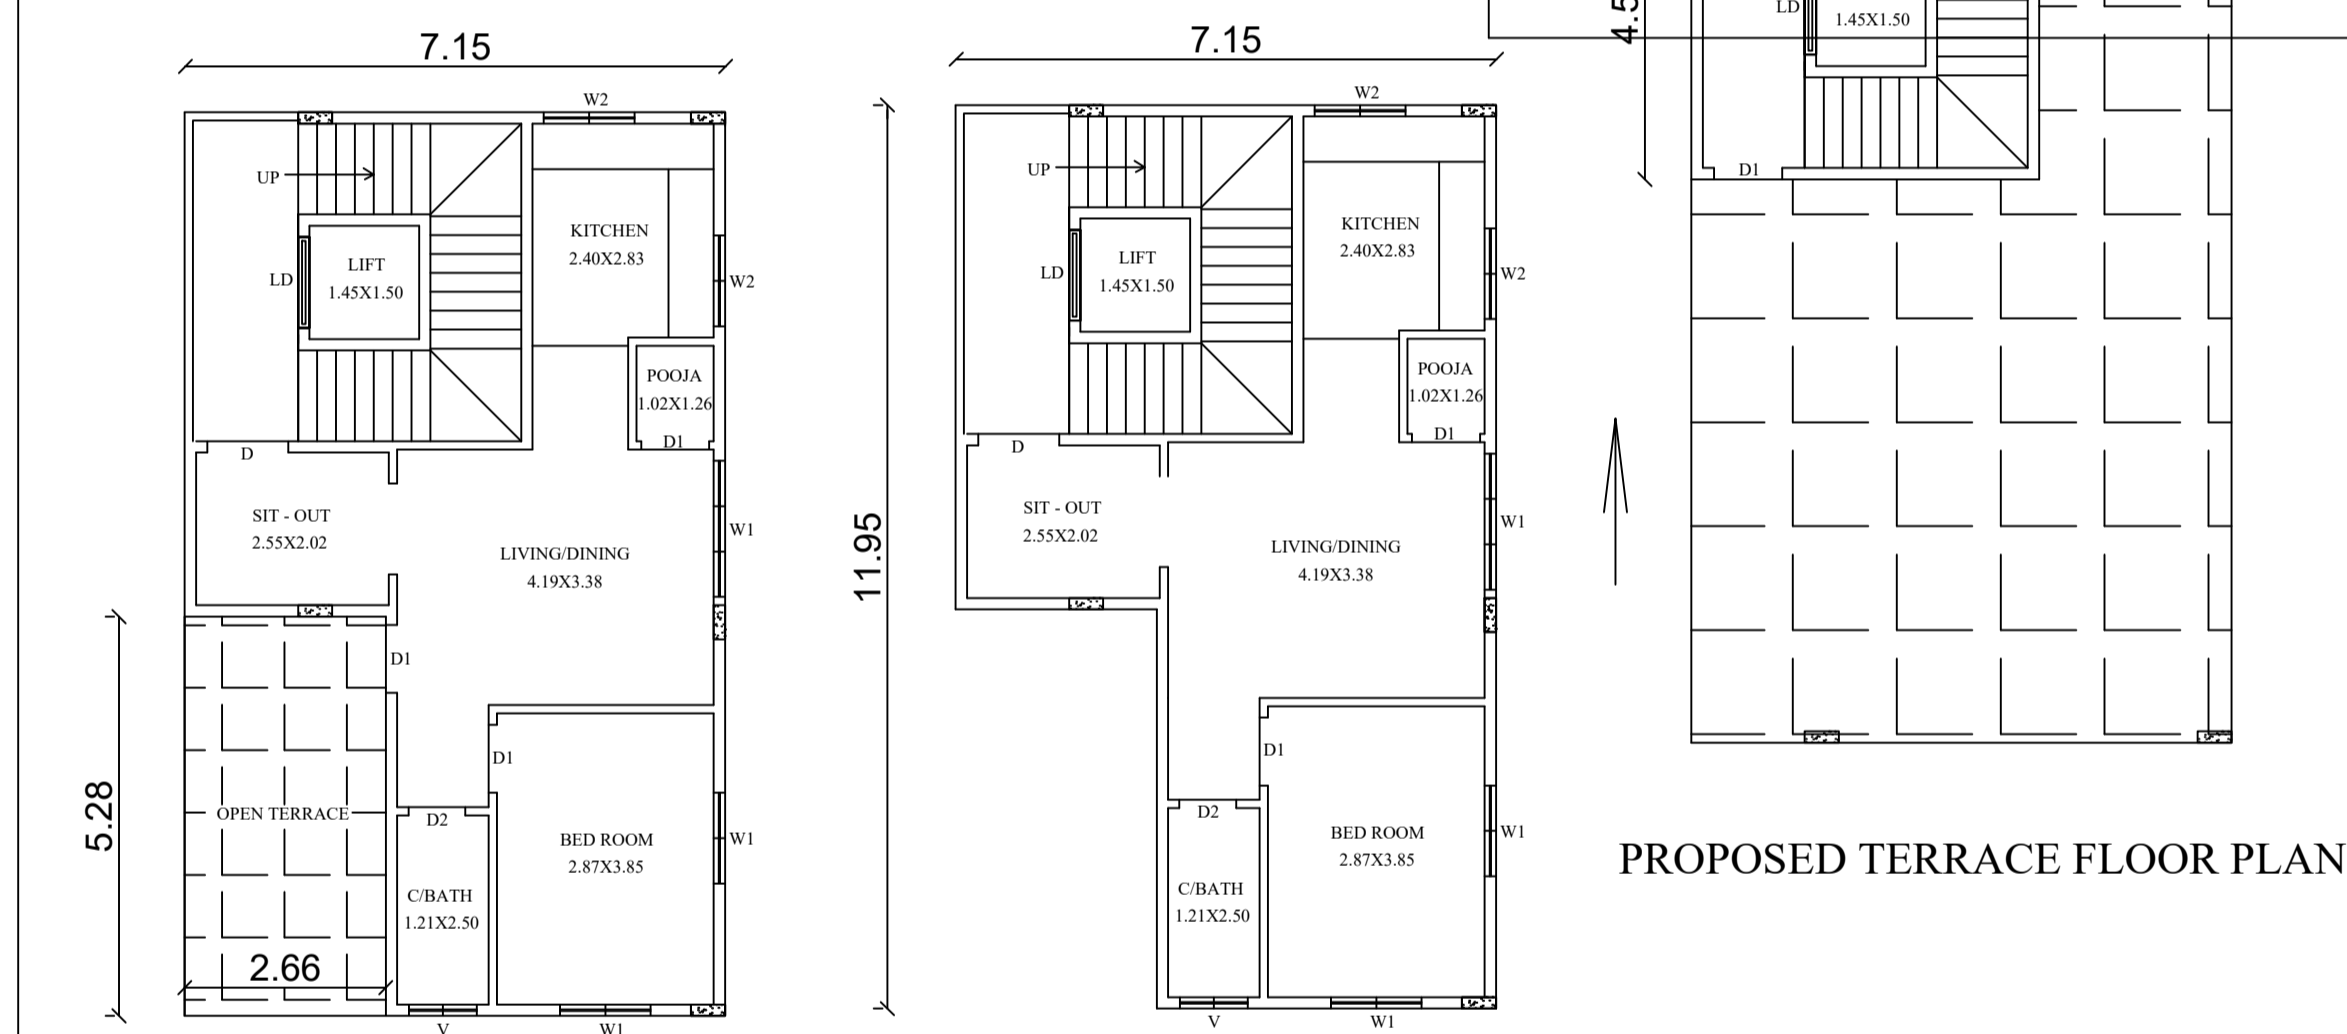 7.15
W2
UP
KITCHEN
2.40X2.83
LIFT
1.45X1.50
LD
W2
POOJA
1.02X1.26
D1
D
SIT - OUT
2.55X2.02
W1
LIVING/DINING
4.19X3.38
D1
D1
5.28
OPEN TERRACE
D2
BED ROOM
2.87X3.85
W1
C/BATH
1.21X2.50
2.66
V
W1
7.15
W2
UP
KITCHEN
2.40X2.83
LIFT
1.45X1.50
LD
W2
POOJA
1.02X1.26
D1
D
SIT - OUT
2.55X2.02
W1
11.95
LIVING/DINING
4.19X3.38
D1
D2
BED ROOM
2.87X3.85
W1
C/BATH
1.21X2.50
V
W1
4.5
LD
1.45X1.50
D1
PROPOSED TERRACE FLOOR PLAN